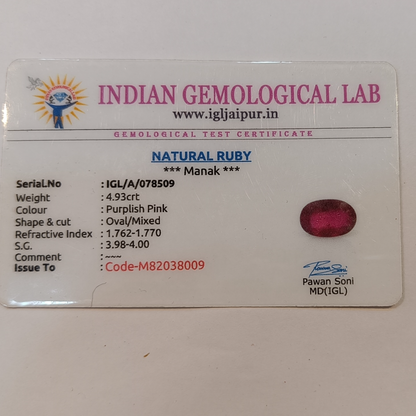 INDIAN GEMOLOGICAL LAB
www.igljaipur.in
GEMOLOGICAL TEST CERTIFICATE
NATURAL RUBY
*** Manak ***
Serial.No : IGL/A/078509
Weight : 4.93crt
Colour : Purplish Pink
Shape & cut : Oval/Mixed
Refractive Index : 1.762-1.770
S.G. : 3.98-4.00
Comment : ~~~
Issue To : Code-M82038009
Pawan Soni
Pawan Soni
MD(IGL)